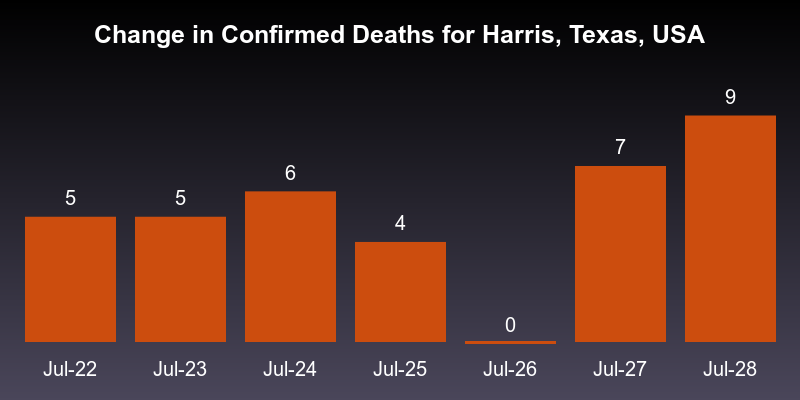 Change in Confirmed Deaths for Harris, Texas, USA
5 5 6 4 0 7 9
Jul-22 Jul-23 Jul-24 Jul-25 Jul-26 Jul-27 Jul-28